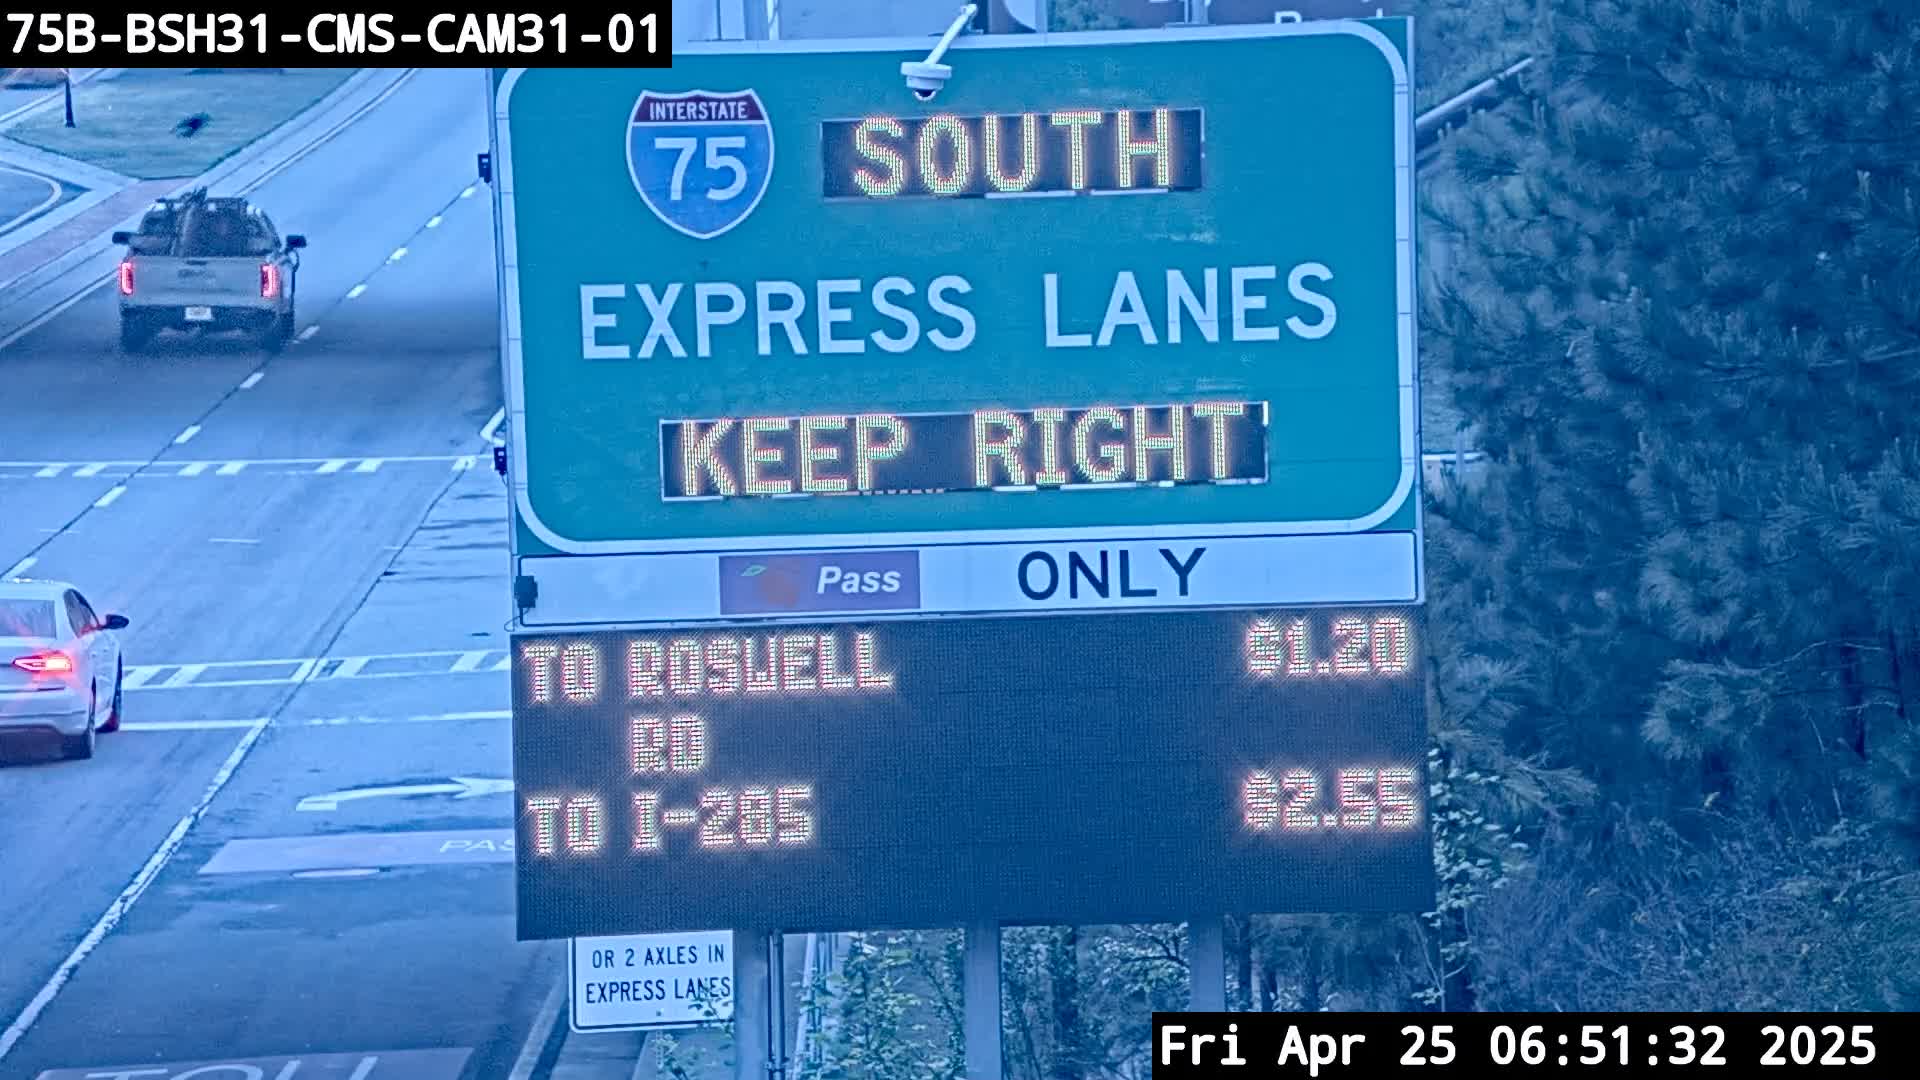 75B-BSH31-CMS-CAM31-01
INTERSTATE
75
SOUTH
EXPRESS LANES
KEEP RIGHT
Pass ONLY
TO ROSWELL $1.20
RD
TO I-285 $2.55
OR 2 AXLES IN
EXPRESS LANES
Fri Apr 25 06:51:32 2025